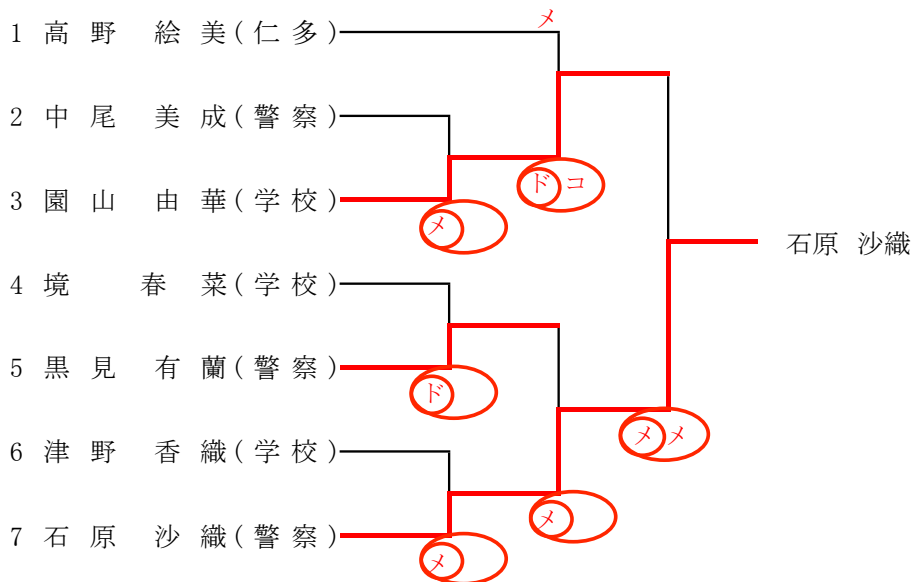 メ
1 高野 絵美(仁多)
2 中尾 美成(警察)
ド コ
3 園山 由華(学校)
メ
石原 沙織
4 境 春菜(学校)
5 黒見 有蘭(警察)
ド
メ メ
6 津野 香織(学校)
メ
7 石原 沙織(警察)
メ